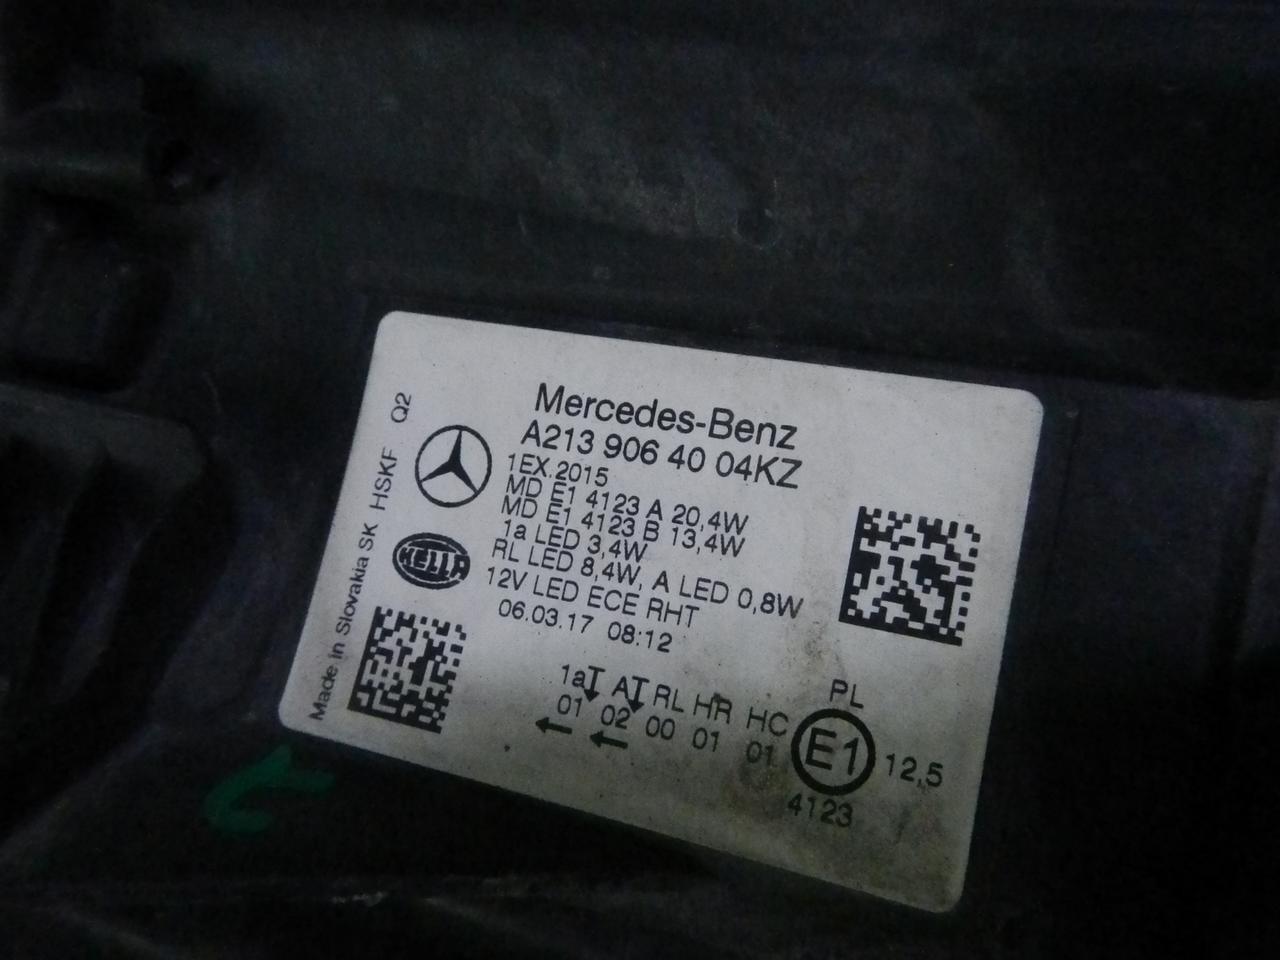 Mercedes-Benz
A213 906 40 04KZ
1EX.2015
MD E1 4123 A 20,4W
MD E1 4123 B 13,4W
1a LED 3,4W
RL LED 8,4W, A LED 0,8W
12V LED ECE RHT
06.03.17 08:12
Made in Slovakia SK HSKF Q2
HELLA
1a A RL HR HC PL
01 02 00 01 01 E1 12,5
4123